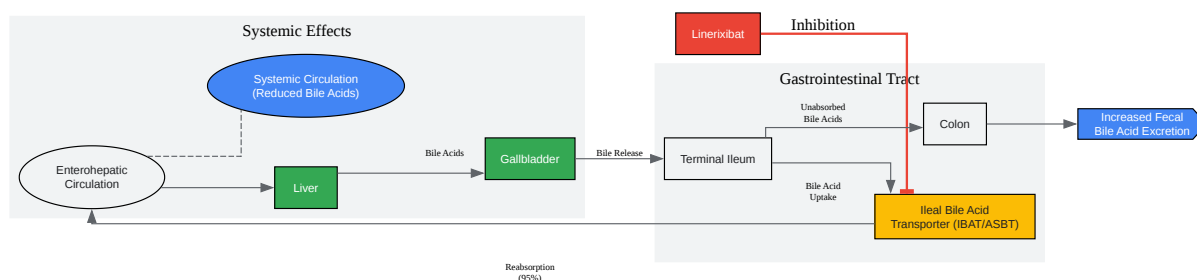 Systemic Effects
Systemic Circulation
(Reduced Bile Acids)
Enterohepatic
Circulation
Liver
Bile Acids
Gallbladder
Bile Release
Linerixibat
Inhibition
Gastrointestinal Tract
Terminal Ileum
Unabsorbed
Bile Acids
Colon
Increased Fecal
Bile Acid Excretion
Bile Acid
Uptake
Ileal Bile Acid
Transporter (IBAT/ASBT)
Reabsorption
(95%)